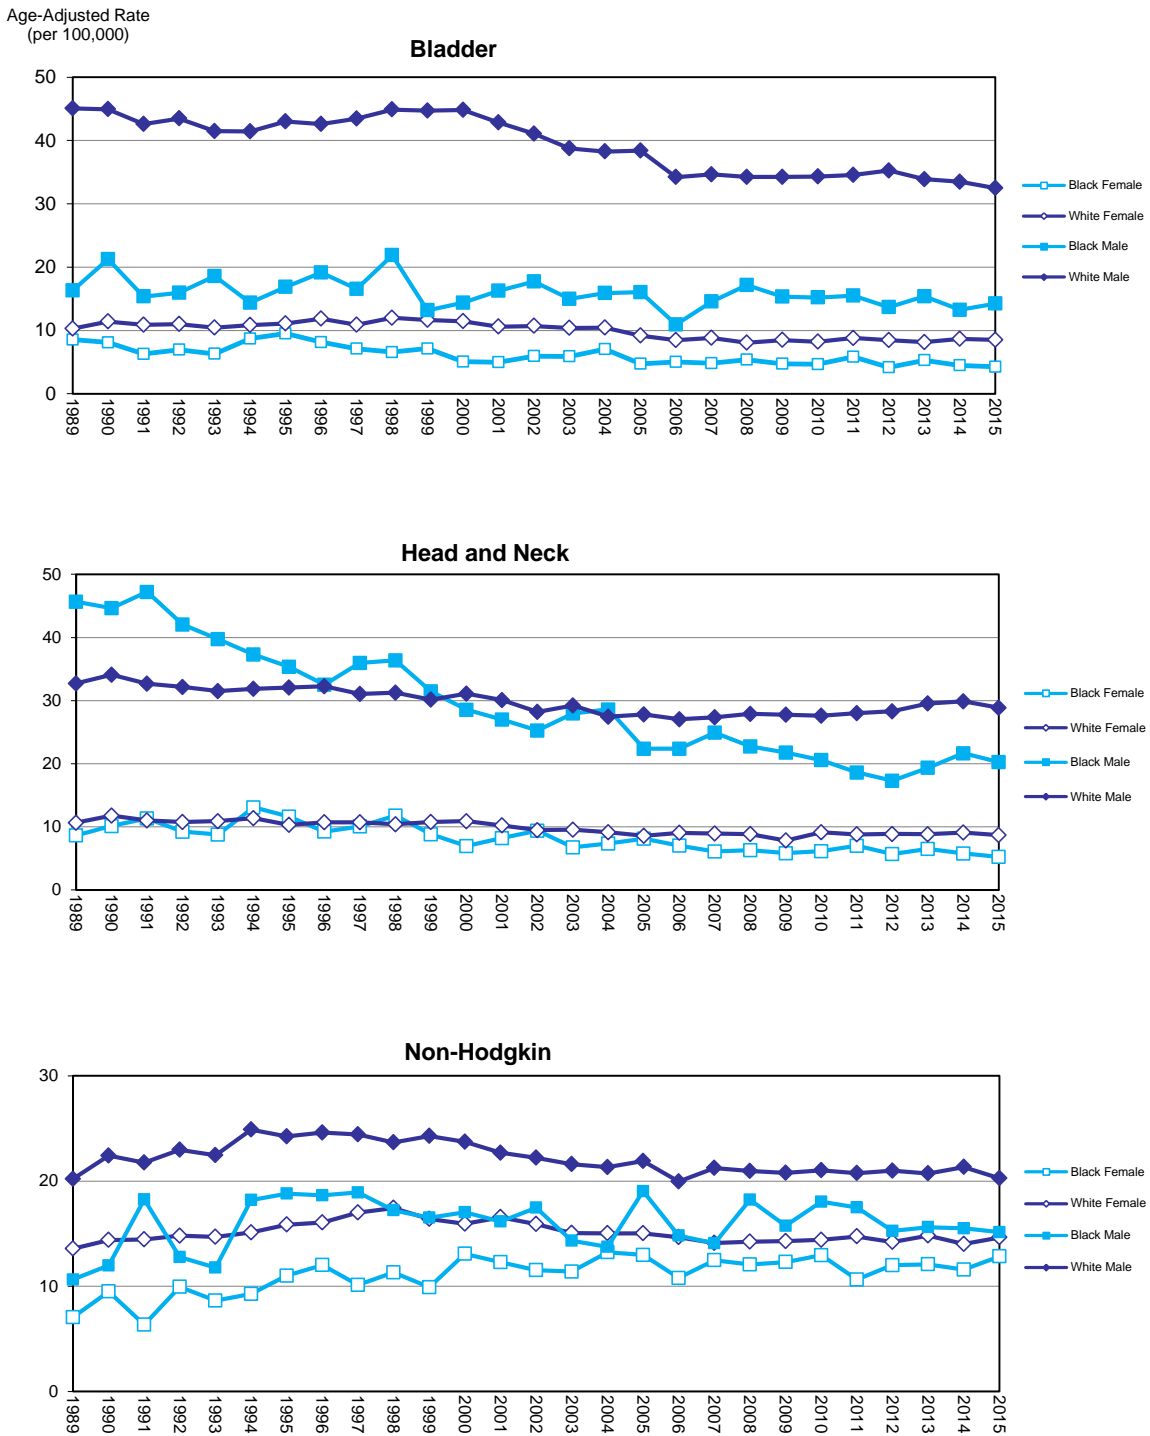 Age-Adjusted Rate
(per 100,000)
Bladder
50
40
30
20
10
0
1989 1990 1991 1992 1993 1994 1995 1996 1997 1998 1999 2000 2001 2002 2003 2004 2005 2006 2007 2008 2009 2010 2011 2012 2013 2014 2015
Black Female
White Female
Black Male
White Male
Head and Neck
50
40
30
20
10
0
1989 1990 1991 1992 1993 1994 1995 1996 1997 1998 1999 2000 2001 2002 2003 2004 2005 2006 2007 2008 2009 2010 2011 2012 2013 2014 2015
Black Female
White Female
Black Male
White Male
Non-Hodgkin
30
20
10
0
1989 1990 1991 1992 1993 1994 1995 1996 1997 1998 1999 2000 2001 2002 2003 2004 2005 2006 2007 2008 2009 2010 2011 2012 2013 2014 2015
Black Female
White Female
Black Male
White Male